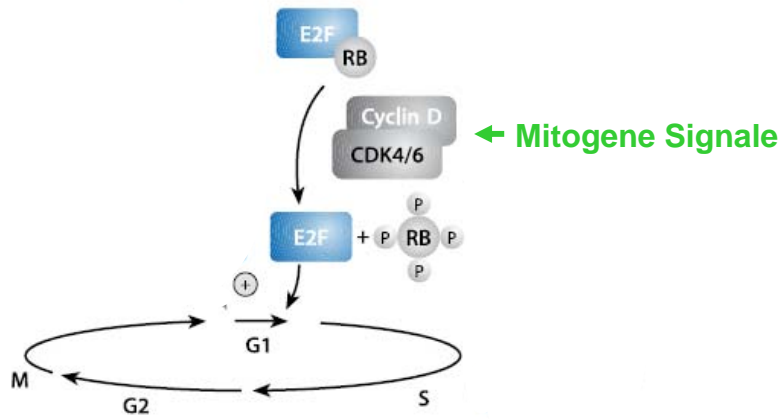 E2F
RB
Cyclin D
CDK4/6
Mitogene Signale
P
E2F + P RB P
P
+
G1
M
G2
S